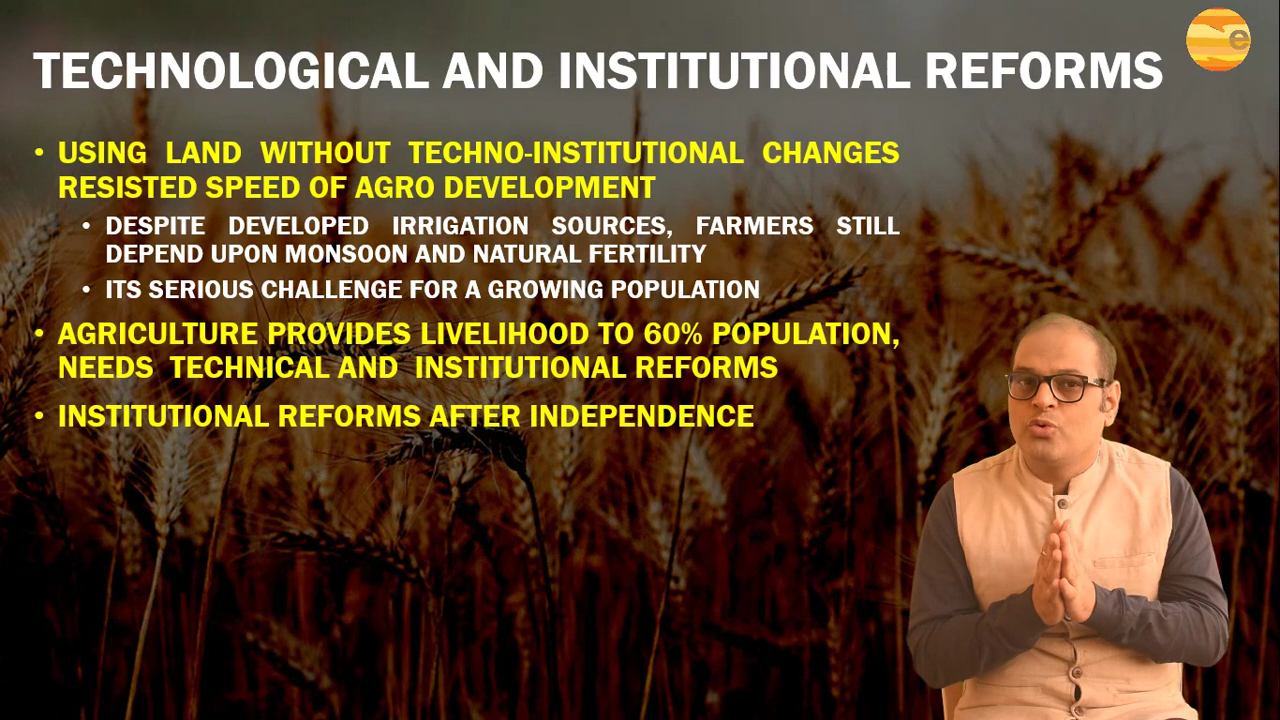 e
TECHNOLOGICAL AND INSTITUTIONAL REFORMS
• USING LAND WITHOUT TECHNO-INSTITUTIONAL CHANGES
RESISTED SPEED OF AGRO DEVELOPMENT
• DESPITE DEVELOPED IRRIGATION SOURCES, FARMERS STILL
DEPEND UPON MONSOON AND NATURAL FERTILITY
• ITS SERIOUS CHALLENGE FOR A GROWING POPULATION
• AGRICULTURE PROVIDES LIVELIHOOD TO 60% POPULATION,
NEEDS TECHNICAL AND INSTITUTIONAL REFORMS
• INSTITUTIONAL REFORMS AFTER INDEPENDENCE